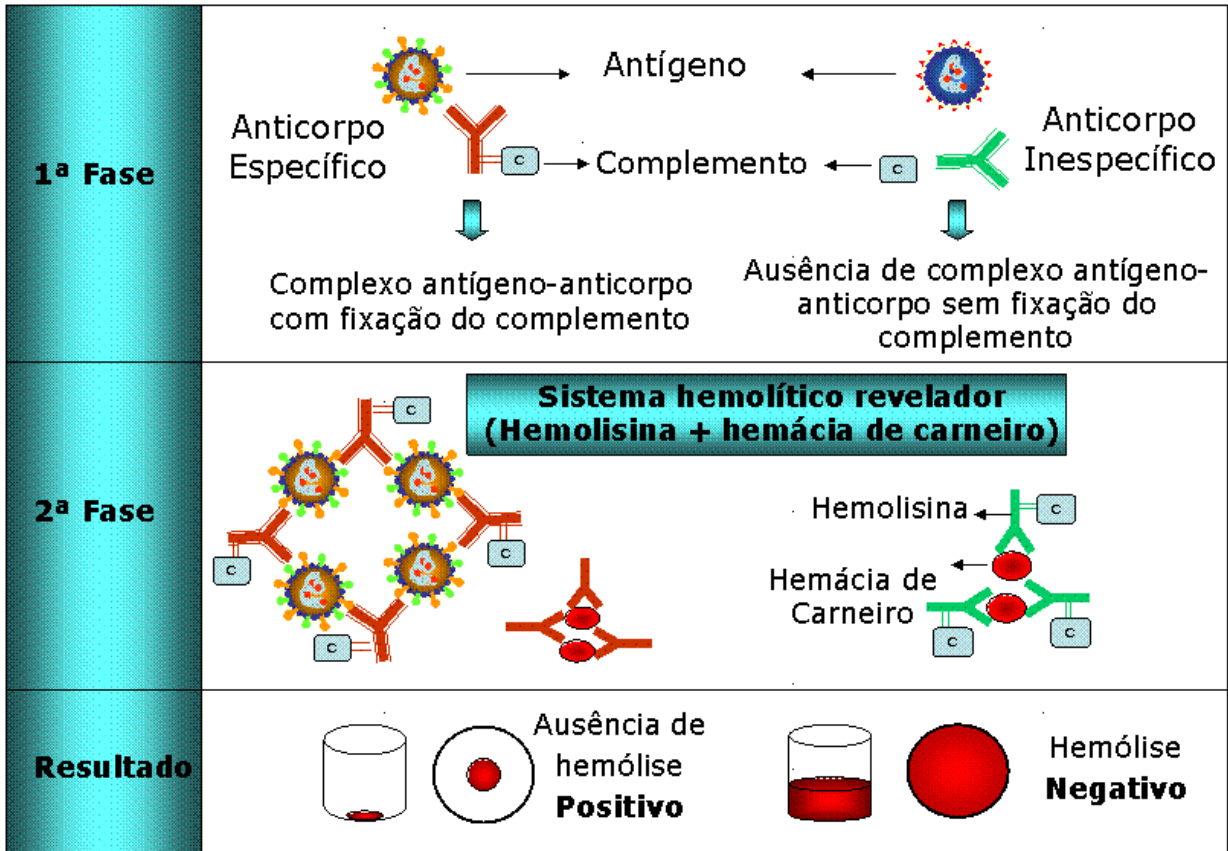 1ª Fase
Antígeno
Anticorpo
Específico
Anticorpo
Inespecífico
C
Complemento
C
Complexo antígeno-anticorpo
com fixação do complemento
Ausência de complexo antígeno-
anticorpo sem fixação do
complemento
2ª Fase
Sistema hemolítico revelador
(Hemolisina + hemácia de carneiro)
C
C
C
C
Hemolisina
C
Hemácia de
Carneiro
C
C
Resultado
Ausência de
hemólise
Positivo
Hemólise
Negativo